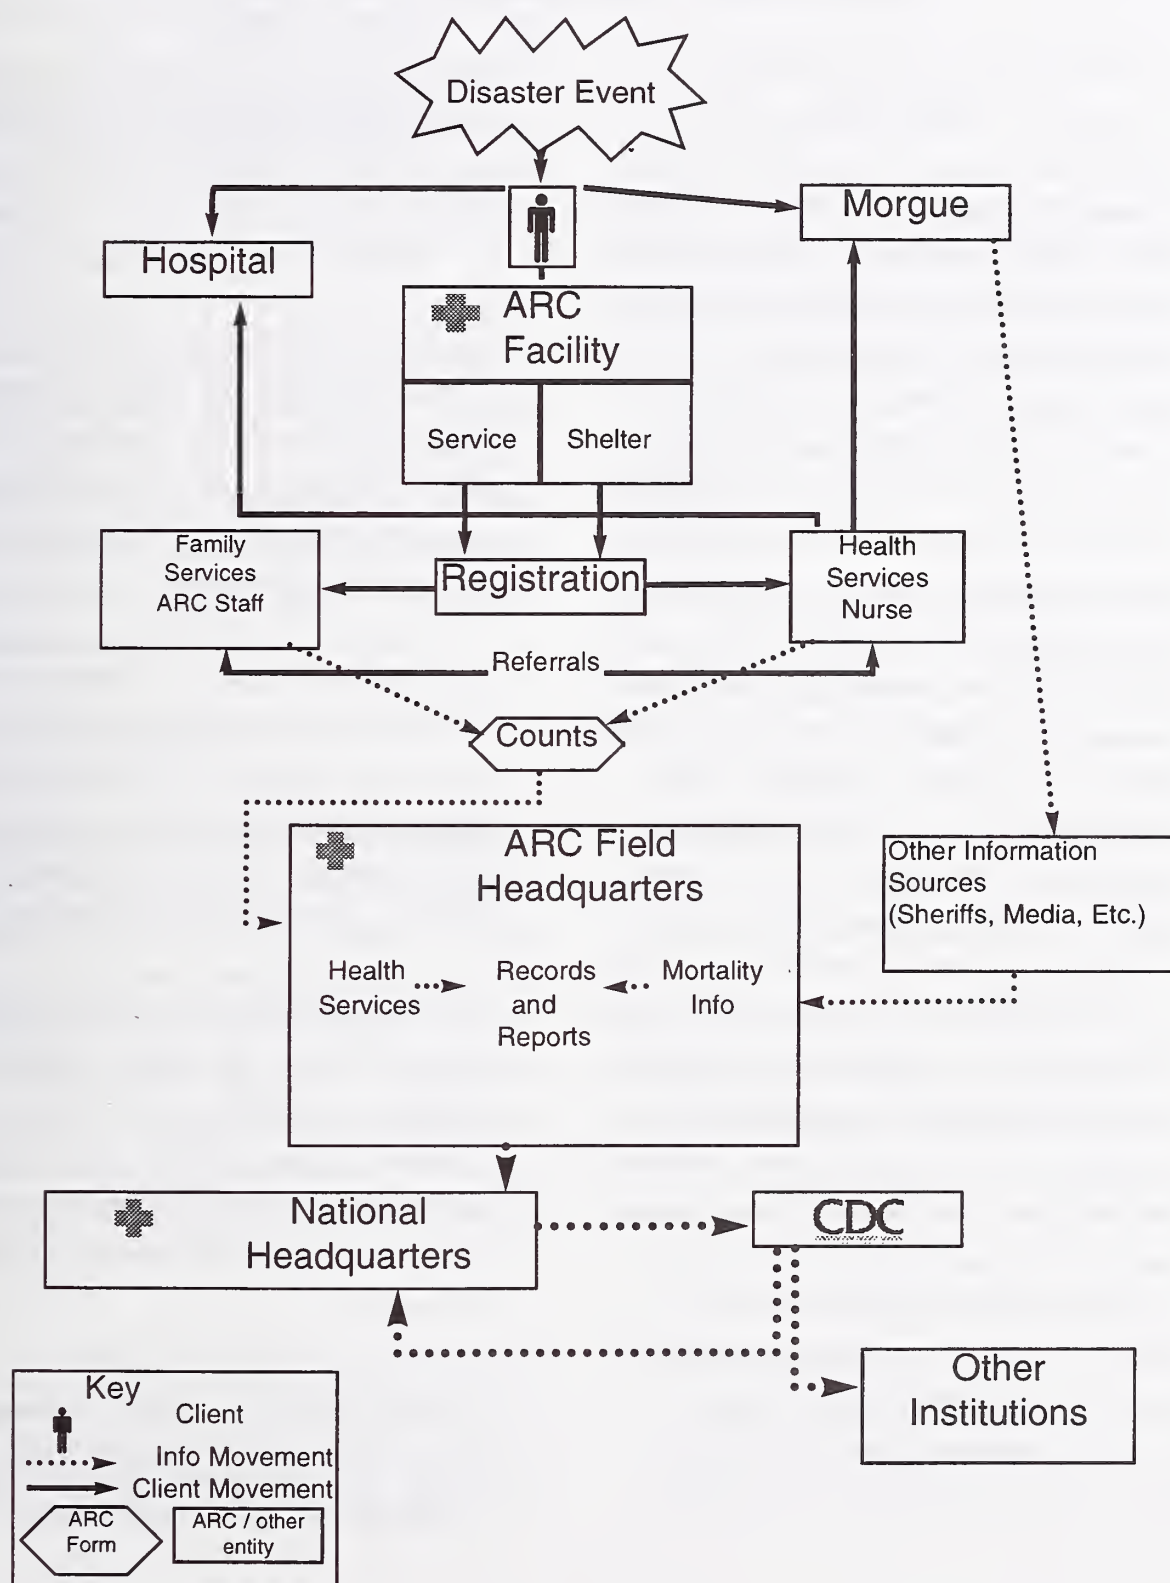 Disaster Event
Hospital
Morgue
ARC
Facility
Service
Shelter
Family
Services
ARC Staff
Registration
Health
Services
Nurse
Referrals
Counts
ARC Field
Headquarters
Health
Services
Records
and
Reports
Mortality
Info
Other Information
Sources
(Sheriffs, Media, Etc.)
National
Headquarters
CDC
Other
Institutions
Key
Client
Info Movement
Client Movement
ARC
Form
ARC / other
entity